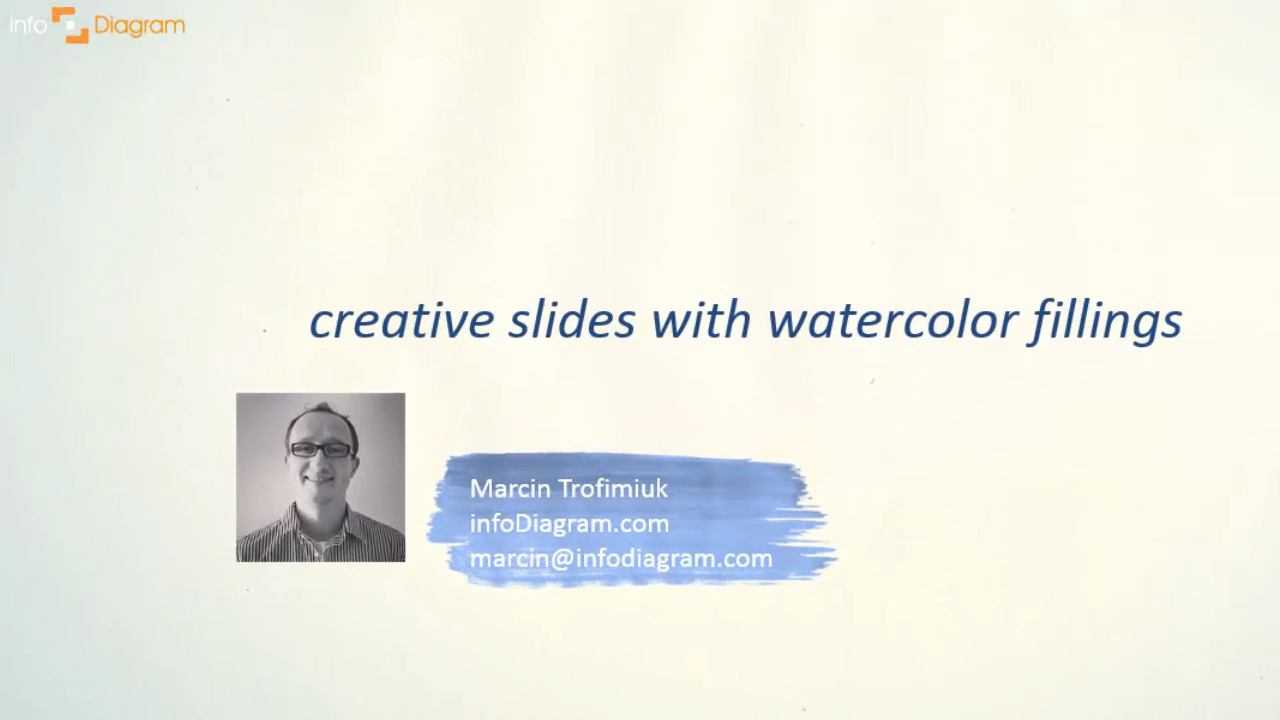 Info Diagram
creative slides with watercolor fillings
Marcin Trofimiuk
infoDiagram.com
marcin@infodiagram.com